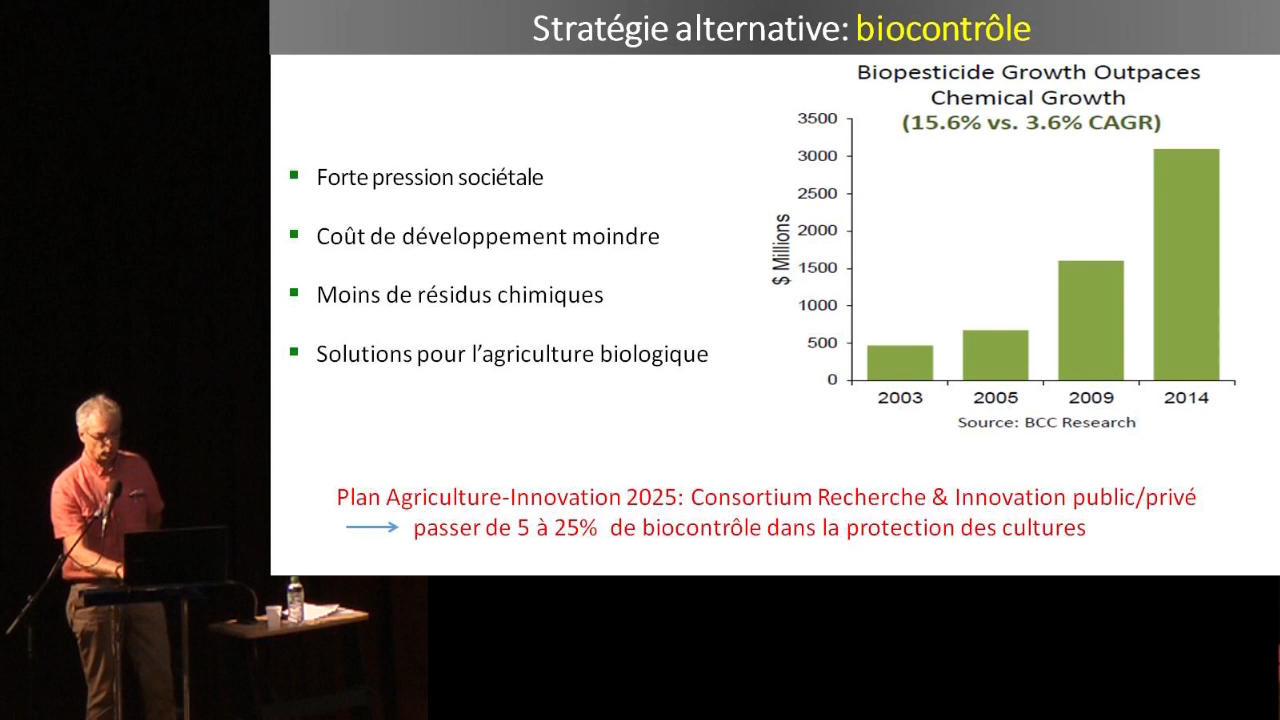 Stratégie alternative: biocontrôle
Forte pression sociétale
Coût de développement moindre
Moins de résidus chimiques
Solutions pour l'agriculture biologique
Biopesticide Growth Outpaces
Chemical Growth
(15.6% vs. 3.6% CAGR)
3500
3000
2500
2000
1500
1000
500
0
$ Millions
2003 2005 2009 2014
Source: BCC Research
Plan Agriculture-Innovation 2025: Consortium Recherche & Innovation public/privé
passer de 5 à 25% de biocontrôle dans la protection des cultures